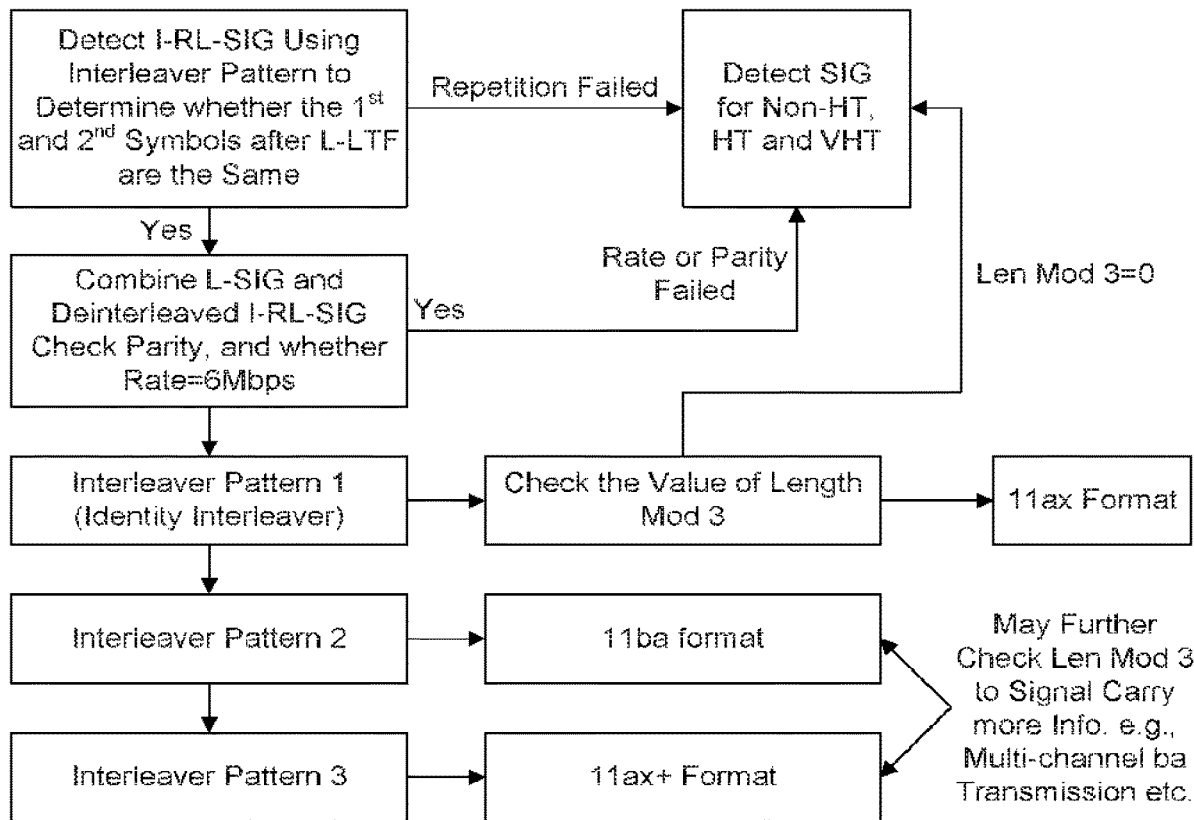 Detect I-RL-SIG Using
Interleaver Pattern to
Determine whether the 1st
and 2nd Symbols after L-LTF
are the Same
Repetition Failed
Detect SIG
for Non-HT,
HT and VHT
Yes
Combine L-SIG and
Deinterleaved I-RL-SIG
Check Parity, and whether
Rate=6Mbps
Yes
Rate or Parity
Failed
Len Mod 3=0
Interleaver Pattern 1
(Identity Interleaver)
Check the Value of Length
Mod 3
11ax Format
Interleaver Pattern 2
11ba format
May Further
Check Len Mod 3
to Signal Carry
more Info. e.g.,
Multi-channel ba
Transmission etc.
Interleaver Pattern 3
11ax+ Format